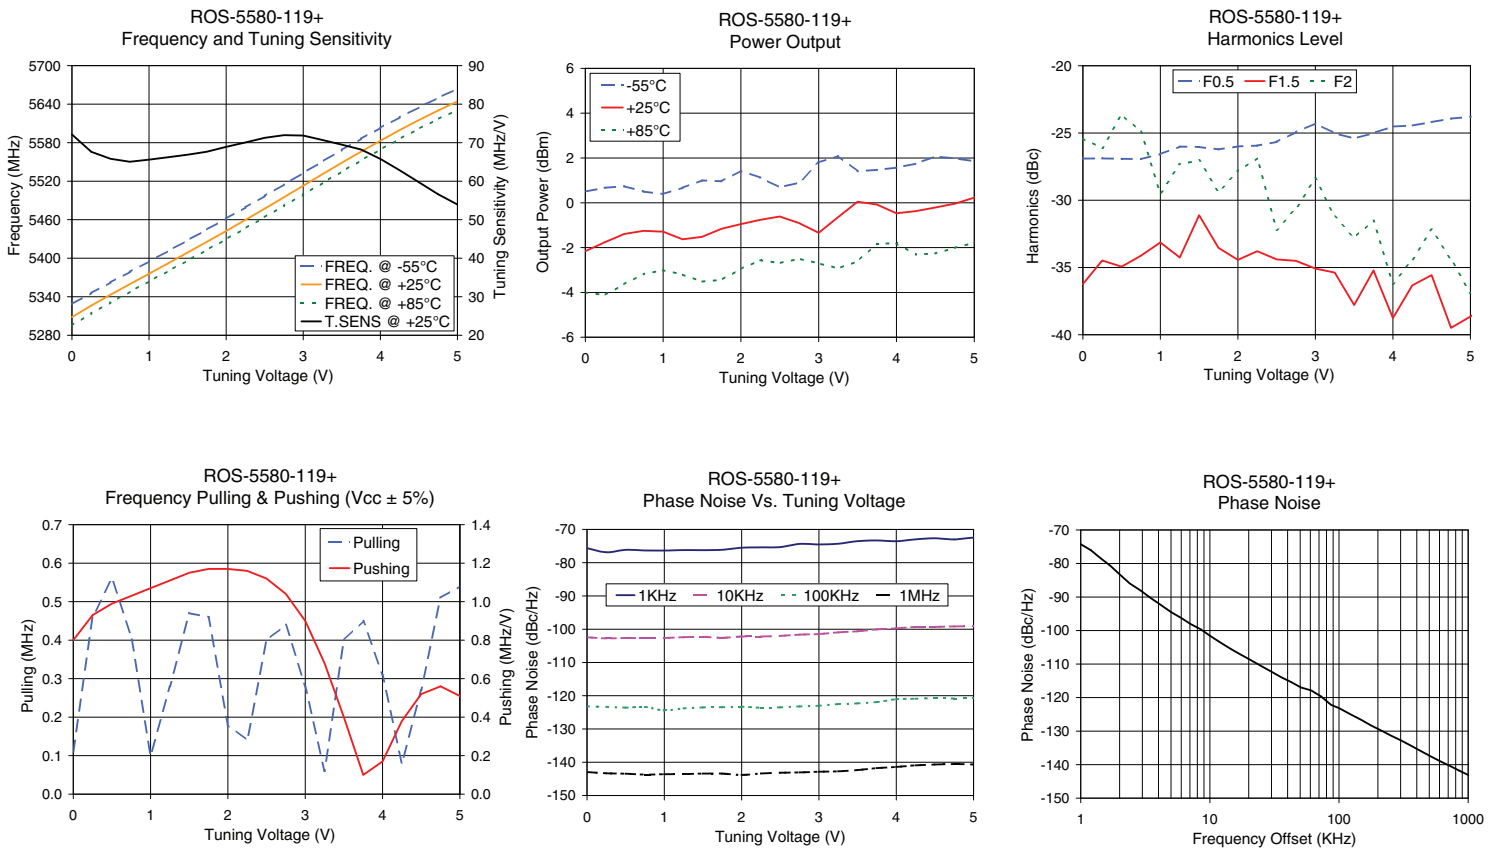 ROS-5580-119+
Frequency and Tuning Sensitivity
5700
5640
5580
5520
5460
5400
5340
5280
Frequency (MHz)
90
80
70
60
50
40
30
20
Tuning Sensitivity (MHz/V)
FREQ. @ -55°C
FREQ. @ +25°C
FREQ. @ +85°C
T.SENS @ +25°C
0 1 2 3 4 5
Tuning Voltage (V)
ROS-5580-119+
Power Output
6
4
2
0
-2
-4
-6
Output Power (dBm)
-55°C
+25°C
+85°C
0 1 2 3 4 5
Tuning Voltage (V)
ROS-5580-119+
Harmonics Level
-20
-25
-30
-35
-40
Harmonics (dBc)
F0.5 F1.5 F2
0 1 2 3 4 5
Tuning Voltage (V)
ROS-5580-119+
Frequency Pulling & Pushing (Vcc ± 5%)
0.7
0.6
0.5
0.4
0.3
0.2
0.1
0.0
Pulling (MHz)
1.4
1.2
1.0
0.8
0.6
0.4
0.2
0.0
Pushing (MHz/V)
Pulling
Pushing
0 1 2 3 4 5
Tuning Voltage (V)
ROS-5580-119+
Phase Noise Vs. Tuning Voltage
-70
-80
-90
-100
-110
-120
-130
-140
-150
Phase Noise (dBc/Hz)
1KHz 10KHz 100KHz 1MHz
0 1 2 3 4 5
Tuning Voltage (V)
ROS-5580-119+
Phase Noise
-70
-80
-90
-100
-110
-120
-130
-140
-150
Phase Noise (dBc/Hz)
1 10 100 1000
Frequency Offset (KHz)